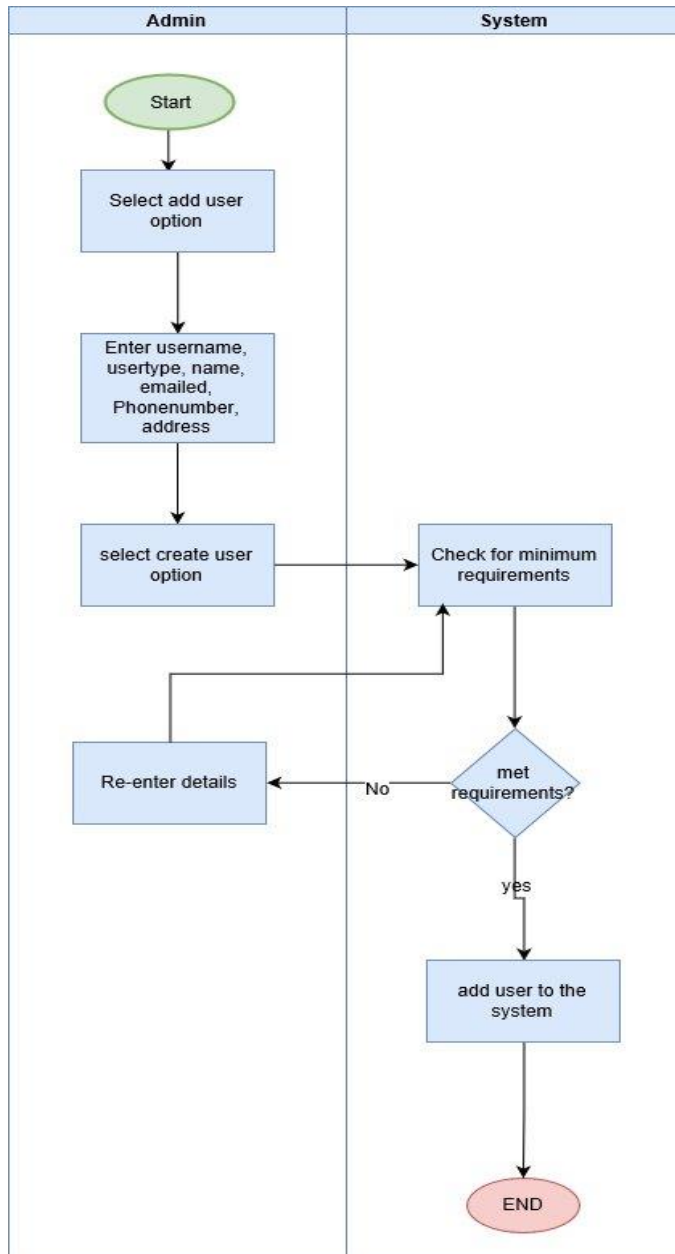 Admin
System
Start
Select add user
option
Enter username,
usertype, name,
emailed,
Phonenumber,
address
select create user
option
Check for minimum
requirements
met
requirements?
No
Re-enter details
yes
add user to the
system
END